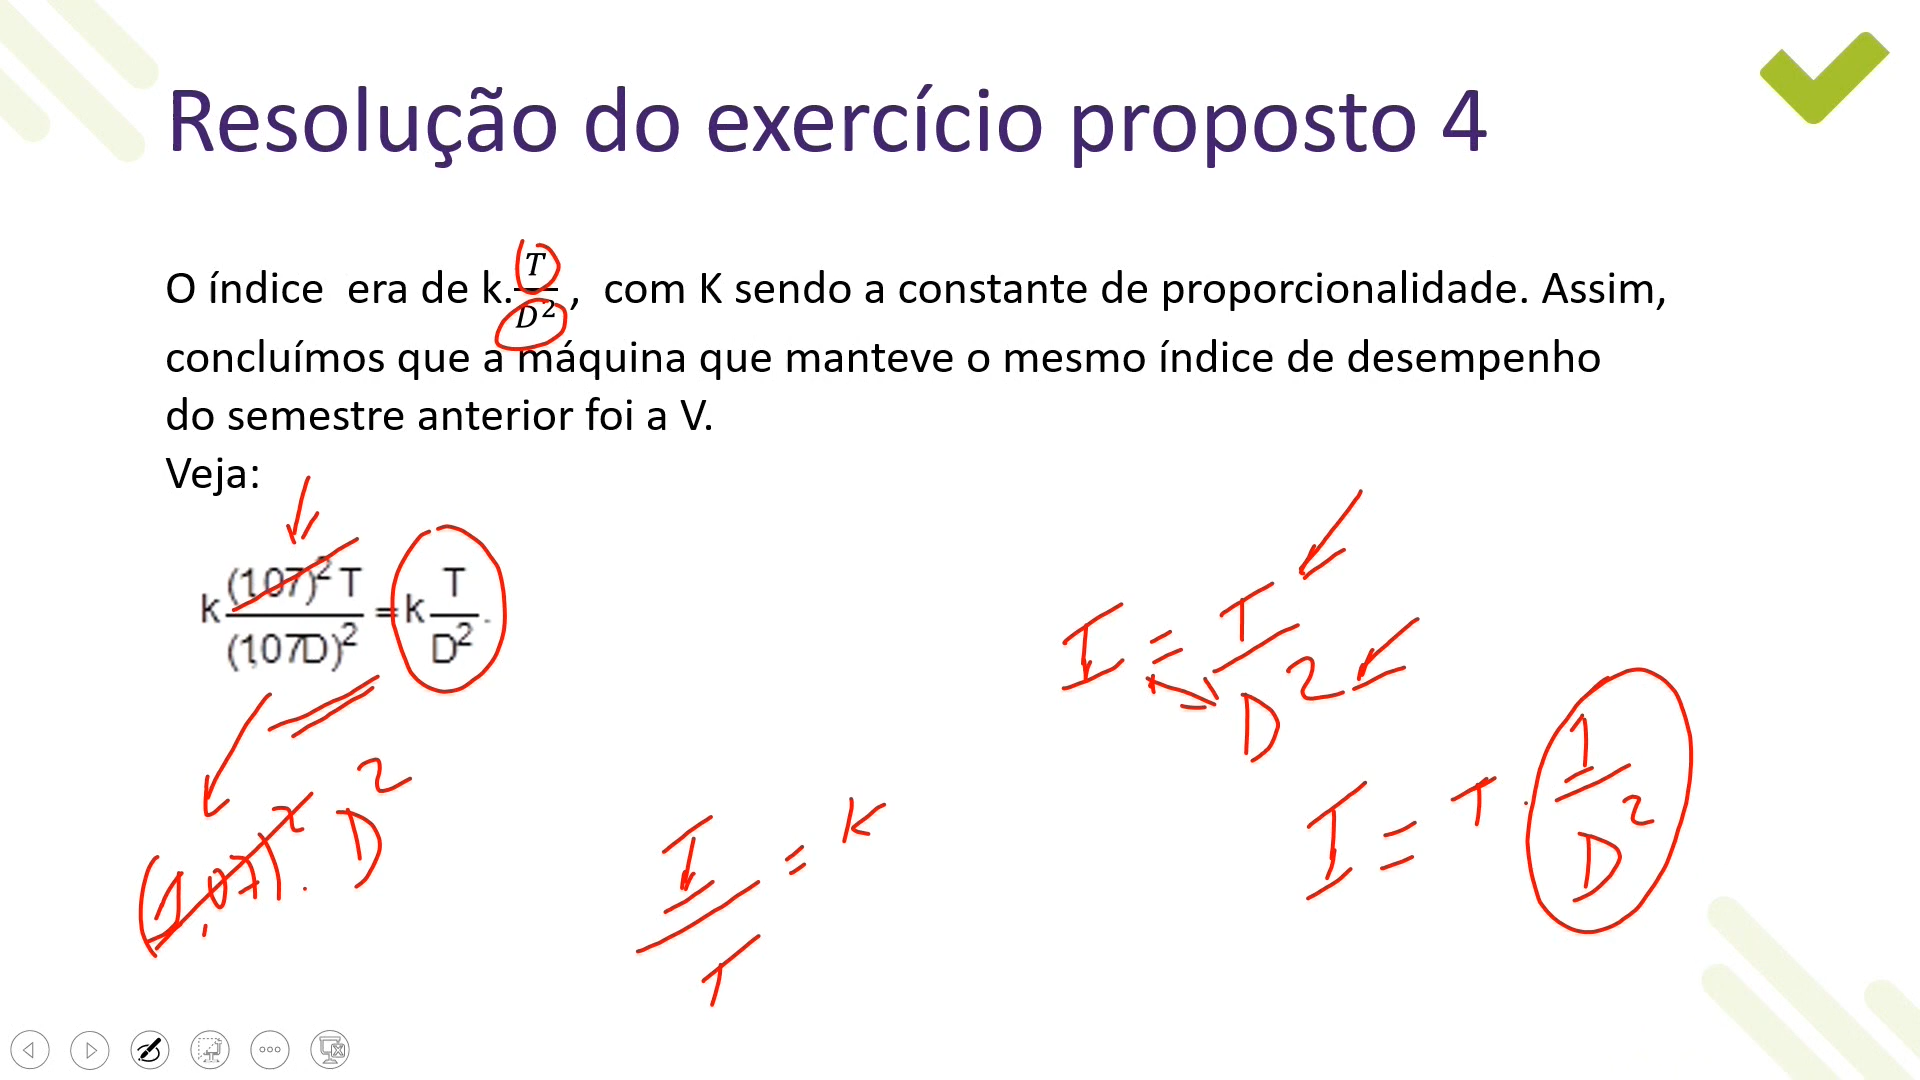 Resolução do exercício proposto 4
O índice era de k.T/D², com K sendo a constante de proporcionalidade. Assim,
concluímos que a máquina que manteve o mesmo índice de desempenho
do semestre anterior foi a V.
Veja:
k (1,07)² T / (1,07D)² = k T / D².
(1,07)² . D²
I / T = K
I = T / D²
I = T . 1 / D²